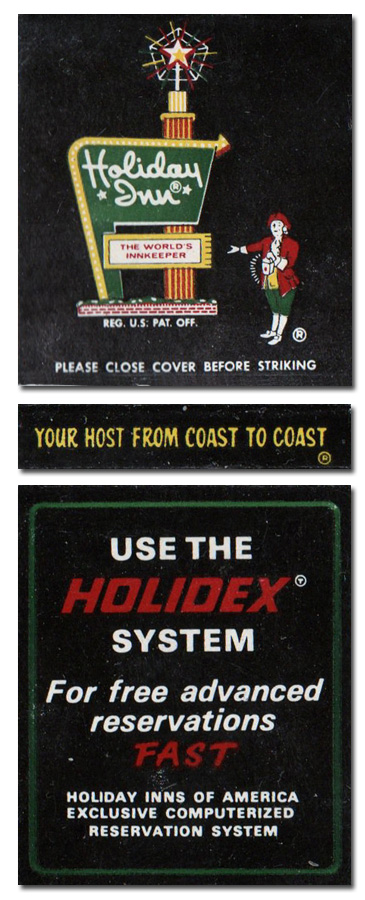 Holiday
Inn®
THE WORLD'S
INNKEEPER
REG. U.S. PAT. OFF.
®
PLEASE CLOSE COVER BEFORE STRIKING
YOUR HOST FROM COAST TO COAST
®
USE THE
HOLIDEX Ⓣ
SYSTEM
For free advanced
reservations
FAST
HOLIDAY INNS OF AMERICA
EXCLUSIVE COMPUTERIZED
RESERVATION SYSTEM